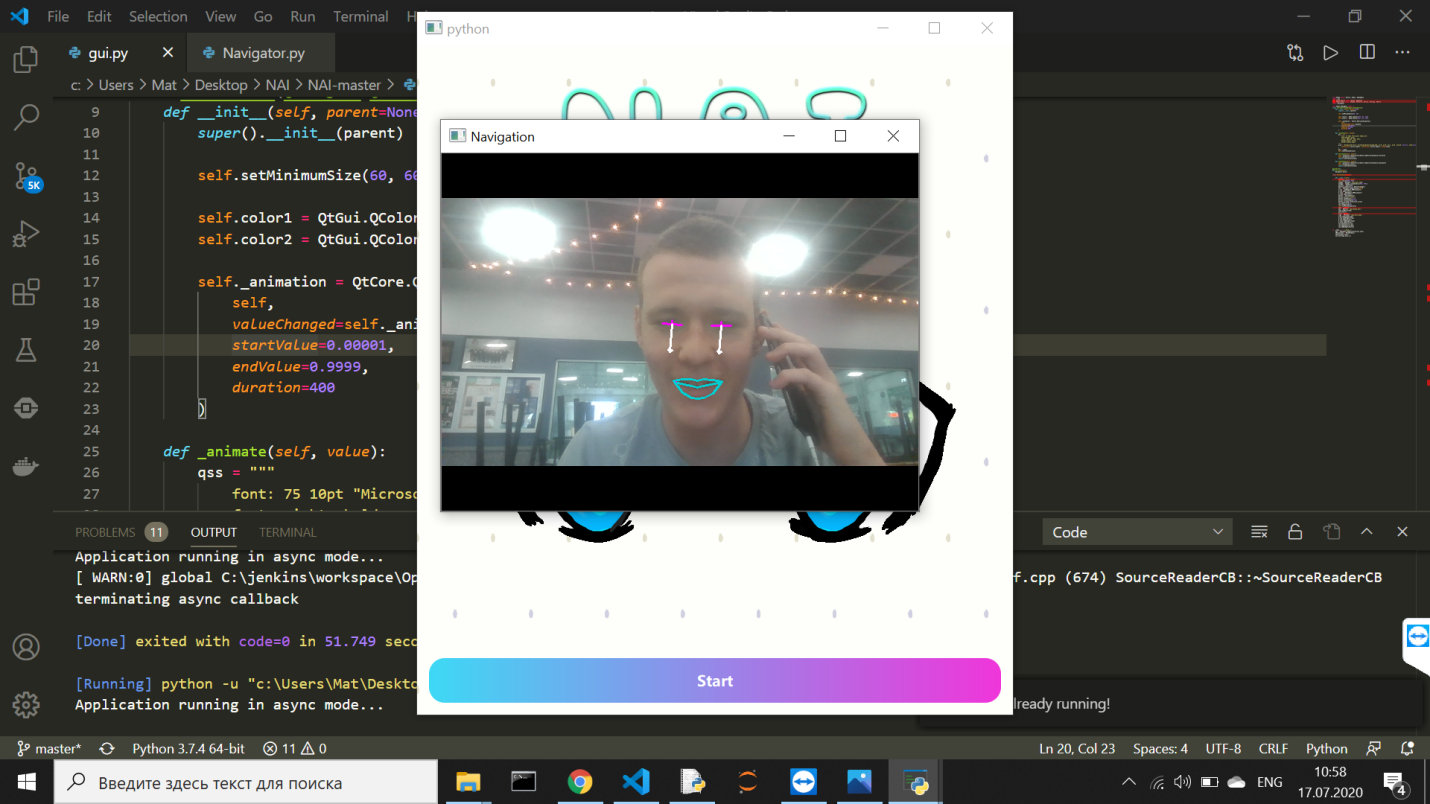 File Edit Selection View Go Run Terminal
python
gui.py Navigator.py
c: > Users > Mat > Desktop > NAI > NAI-master >
Navigation
9 def __init__(self, parent=None
10 super().__init__(parent)
11
12 self.setMinimumSize(60, 60
13
14 self.color1 = QtGui.QColor
15 self.color2 = QtGui.QColor
16
17 self._animation = QtCore.Q
18 self,
19 valueChanged=self._ani
20 startValue=0.00001,
21 endValue=0.9999,
22 duration=400
23 )
24
25 def _animate(self, value):
26 qss = """
27 font: 75 10pt "Microso
5K
PROBLEMS 11 OUTPUT TERMINAL
Code
Application running in async mode...
[ WARN:0] global C:\jenkins\workspace\Op
f.cpp (674) SourceReaderCB::~SourceReaderCB
terminating async callback
[Done] exited with code=0 in 51.749 seco
[Running] python -u "c:\Users\Mat\Deskto
Application running in async mode...
Start
lready running!
master* Python 3.7.4 64-bit 11 0 Ln 20, Col 23 Spaces: 4 UTF-8 CRLF Python
Введите здесь текст для поиска
ENG
10:58
17.07.2020
4